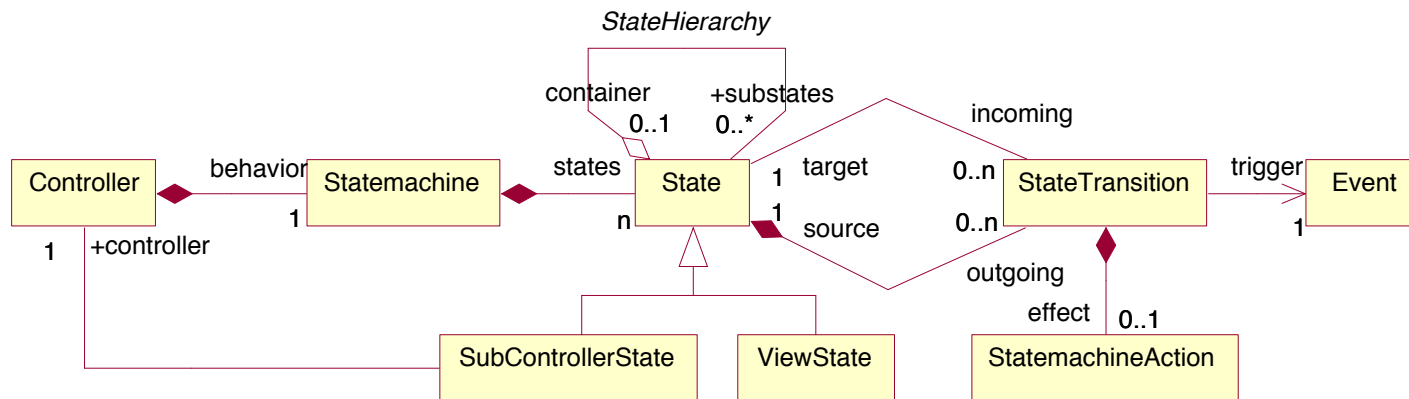 StateHierarchy
container
+substates
0..1
0..*
incoming
Controller
behavior
Statemachine
states
State
target
StateTransition
trigger
Event
1
0..n
1
n
1
source
0..n
1
1
+controller
outgoing
effect
0..1
SubControllerState
ViewState
StatemachineAction